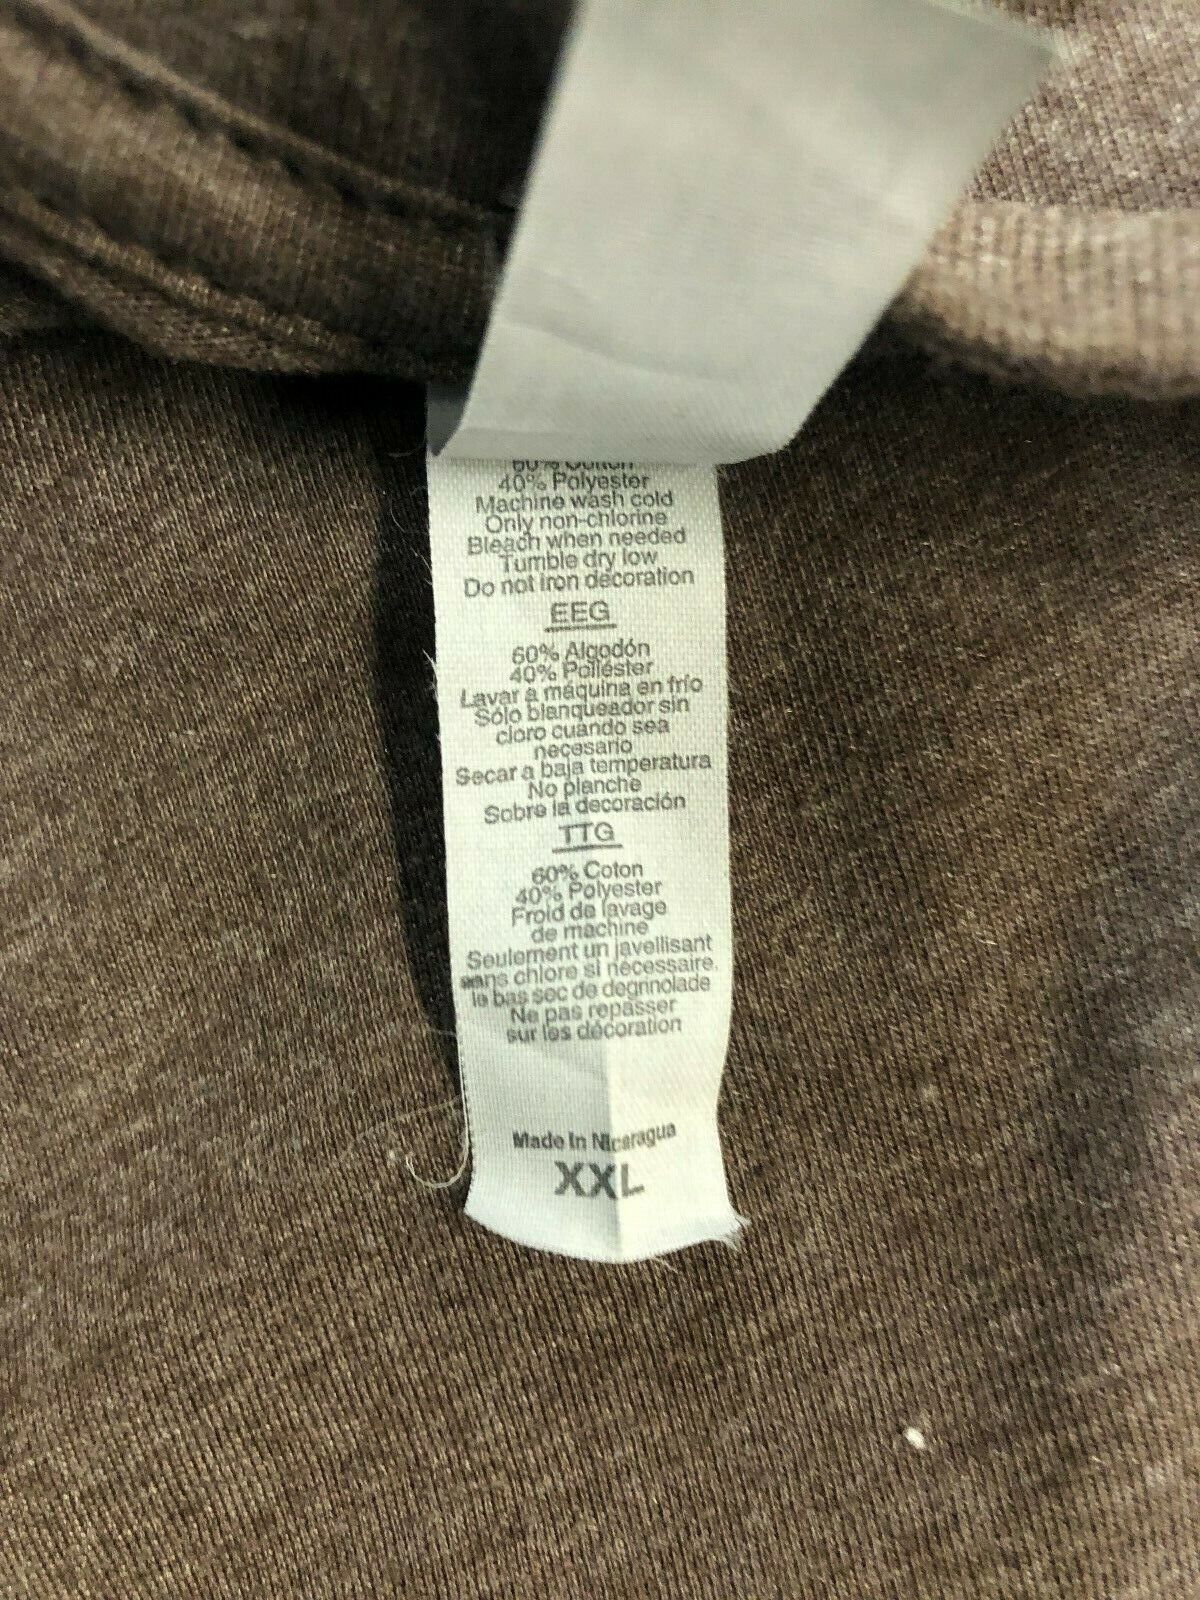 60% Cotton
40% Polyester
Machine wash cold
Only non-chlorine
Bleach when needed
Tumble dry low
Do not iron decoration
EEG
60% Algodón
40% Poliéster
Lavar a máquina en frío
Sólo blanqueador sin
cloro cuando sea
necesario
Secar a baja temperatura
No planche
Sobre la decoración
TTG
60% Coton
40% Polyester
Froid de lavage
de machine
Seulement un javellisant
sans chlore si nécessaire,
le bas sec de degrinolade
Ne pas repasser
sur les décoration
Made in Nicaragua
XXL